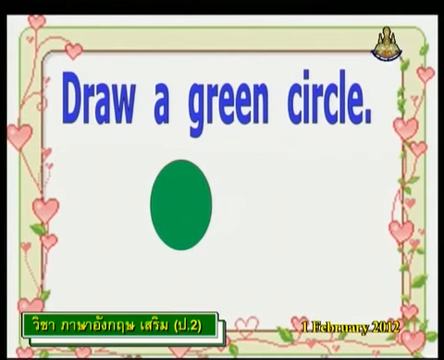 Draw a green circle.
วิชา ภาษาอังกฤษ เสริม (ป.2)
1 February 2012